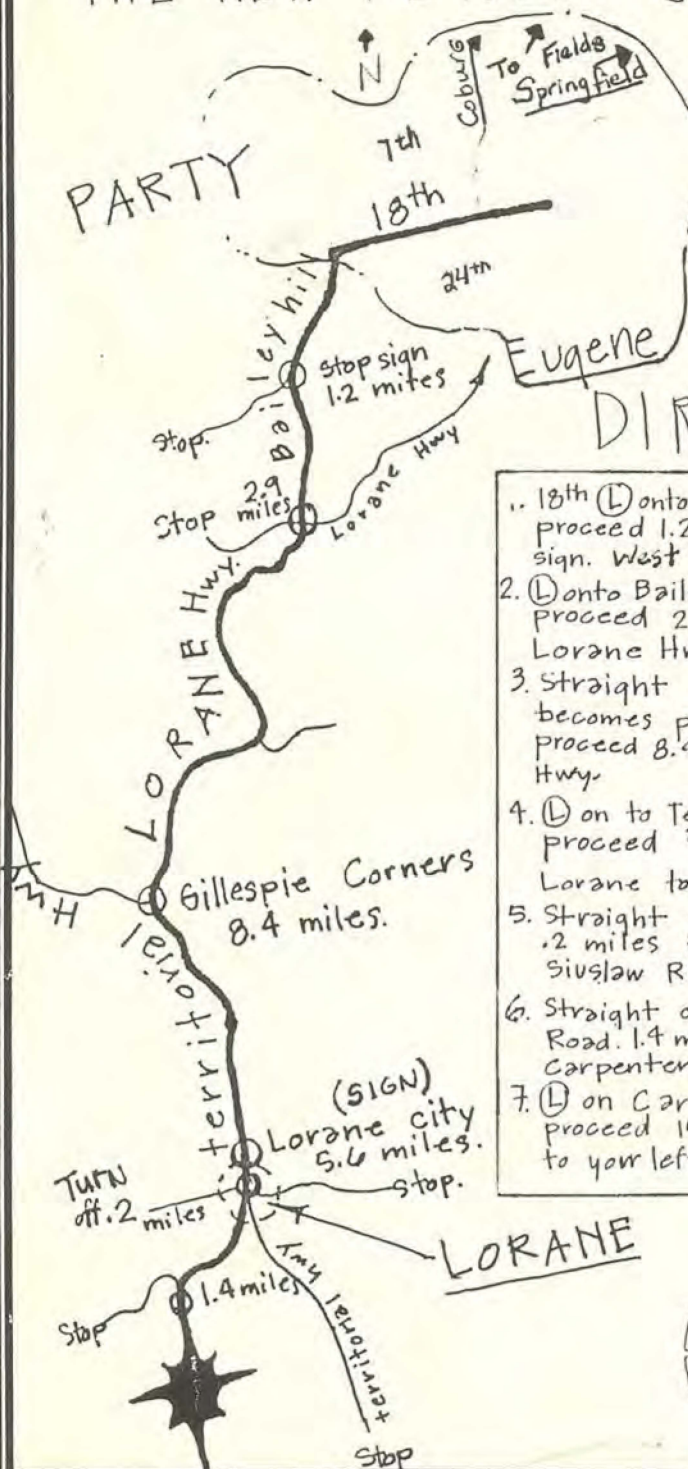 N
Coburg
To Fields
Springfield
7th
PARTY
18th
24th
Eugene
Baileyhill
Stop sign
1.2 miles
Stop.
DIR
2.9
miles
Stop
Lorane Hwy
LORANE Hwy.
1. 18th (L) onto
proceed 1.2
sign. West
2. (L) onto Bail
proceed 2
Lorane Hw
3. Straight
becomes P
proceed 8.4
Hwy.
4. (L) on to Te
proceed
Lorane to
5. Straight
.2 miles
Siuslaw R
6. Straight o
Road. 1.4 m
Carpenter
7. (L) on Car
proceed 1
to your left
Gillespie Corners
8.4 miles.
Hwy
territorial
(SIGN)
Lorane city
5.6 miles.
Turn
off .2 miles
Stop.
LORANE
1.4 miles
Stop
territorial Hwy
Stop